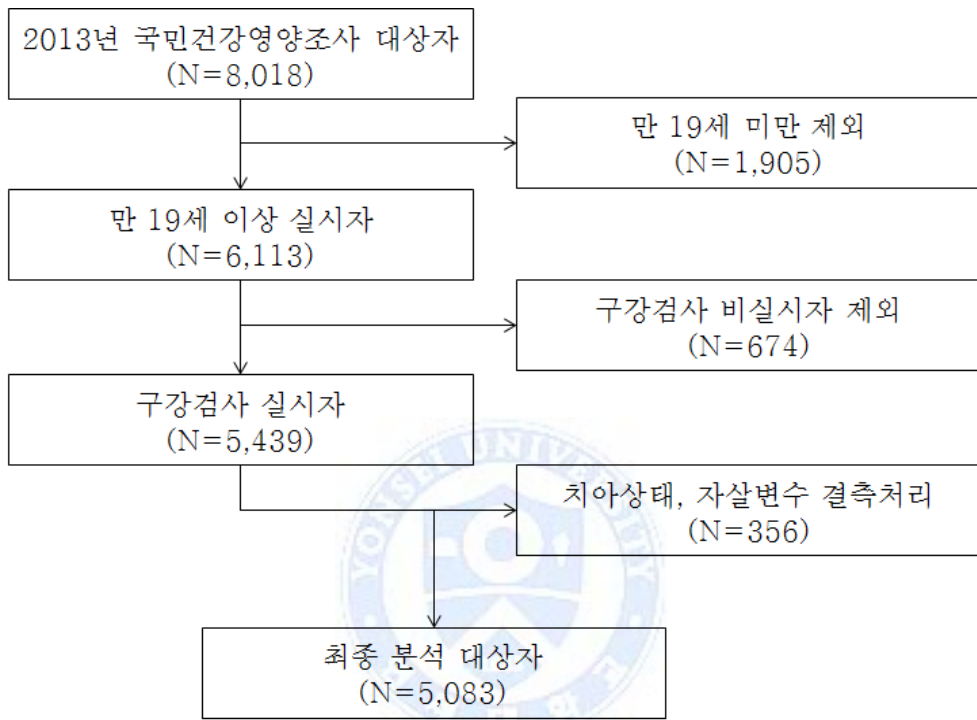 2013년 국민건강영양조사 대상자
(N=8,018)
만 19세 미만 제외
(N=1,905)
만 19세 이상 실시자
(N=6,113)
구강검사 비실시자 제외
(N=674)
구강검사 실시자
(N=5,439)
치아상태, 자살변수 결측처리
(N=356)
최종 분석 대상자
(N=5,083)
YONSEI UNIVERSITY